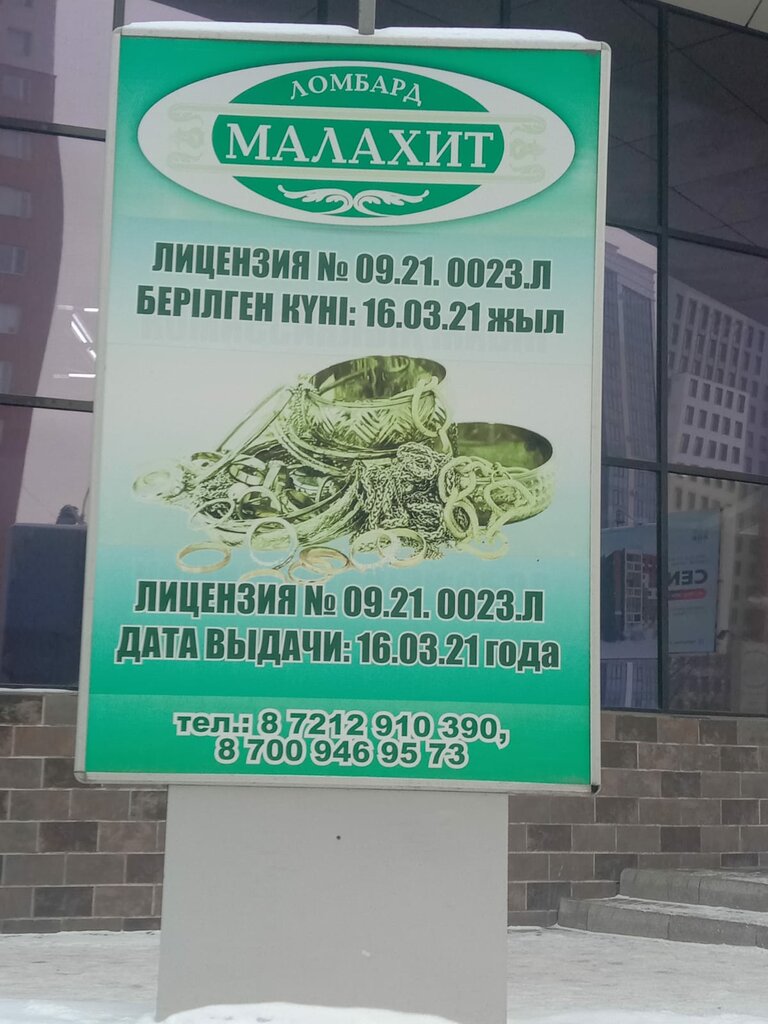 ЛОМБАРД
МАЛАХИТ
ЛИЦЕНЗИЯ № 09.21. 0023.Л
БЕРІЛГЕН КҮНІ: 16.03.21 жыл
ЛИЦЕНЗИЯ № 09.21. 0023.Л
ДАТА ВЫДАЧИ: 16.03.21 года
тел.: 8 7212 910 390,
8 700 946 95 73